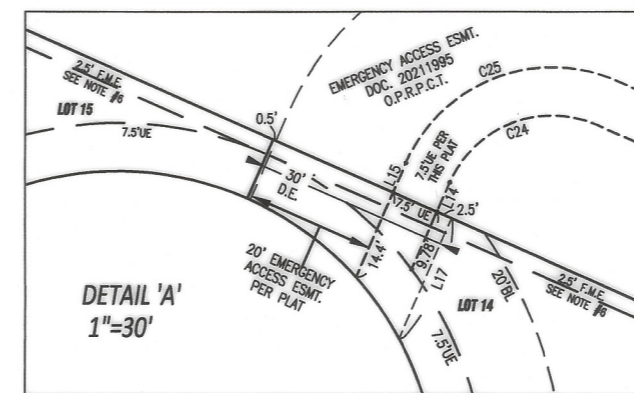 EMERGENCY ACCESS ESMT.
DOC. 20211995
O.P.R.P.C.T.
C25
C24
2.5' F.M.E.
SEE NOTE #6
LOT 15
7.5'UE
0.5'
30'
D.E.
L15
7.5'UE PER
THIS PLAT
L14
7.5' UE
2.5'
14.4'
9.78'
L17
20' EMERGENCY
ACCESS ESMT.
PER PLAT
LOT 14
20'BL
2.5' F.M.E.
SEE NOTE #6
7.5'UE
DETAIL 'A'
1"=30'